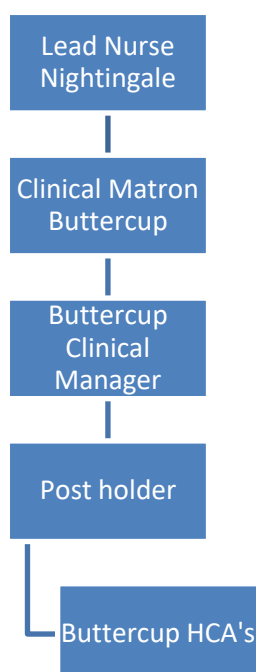 Lead Nurse
Nightingale
Clinical Matron
Buttercup
Buttercup
Clinical
Manager
Post holder
Buttercup HCA's